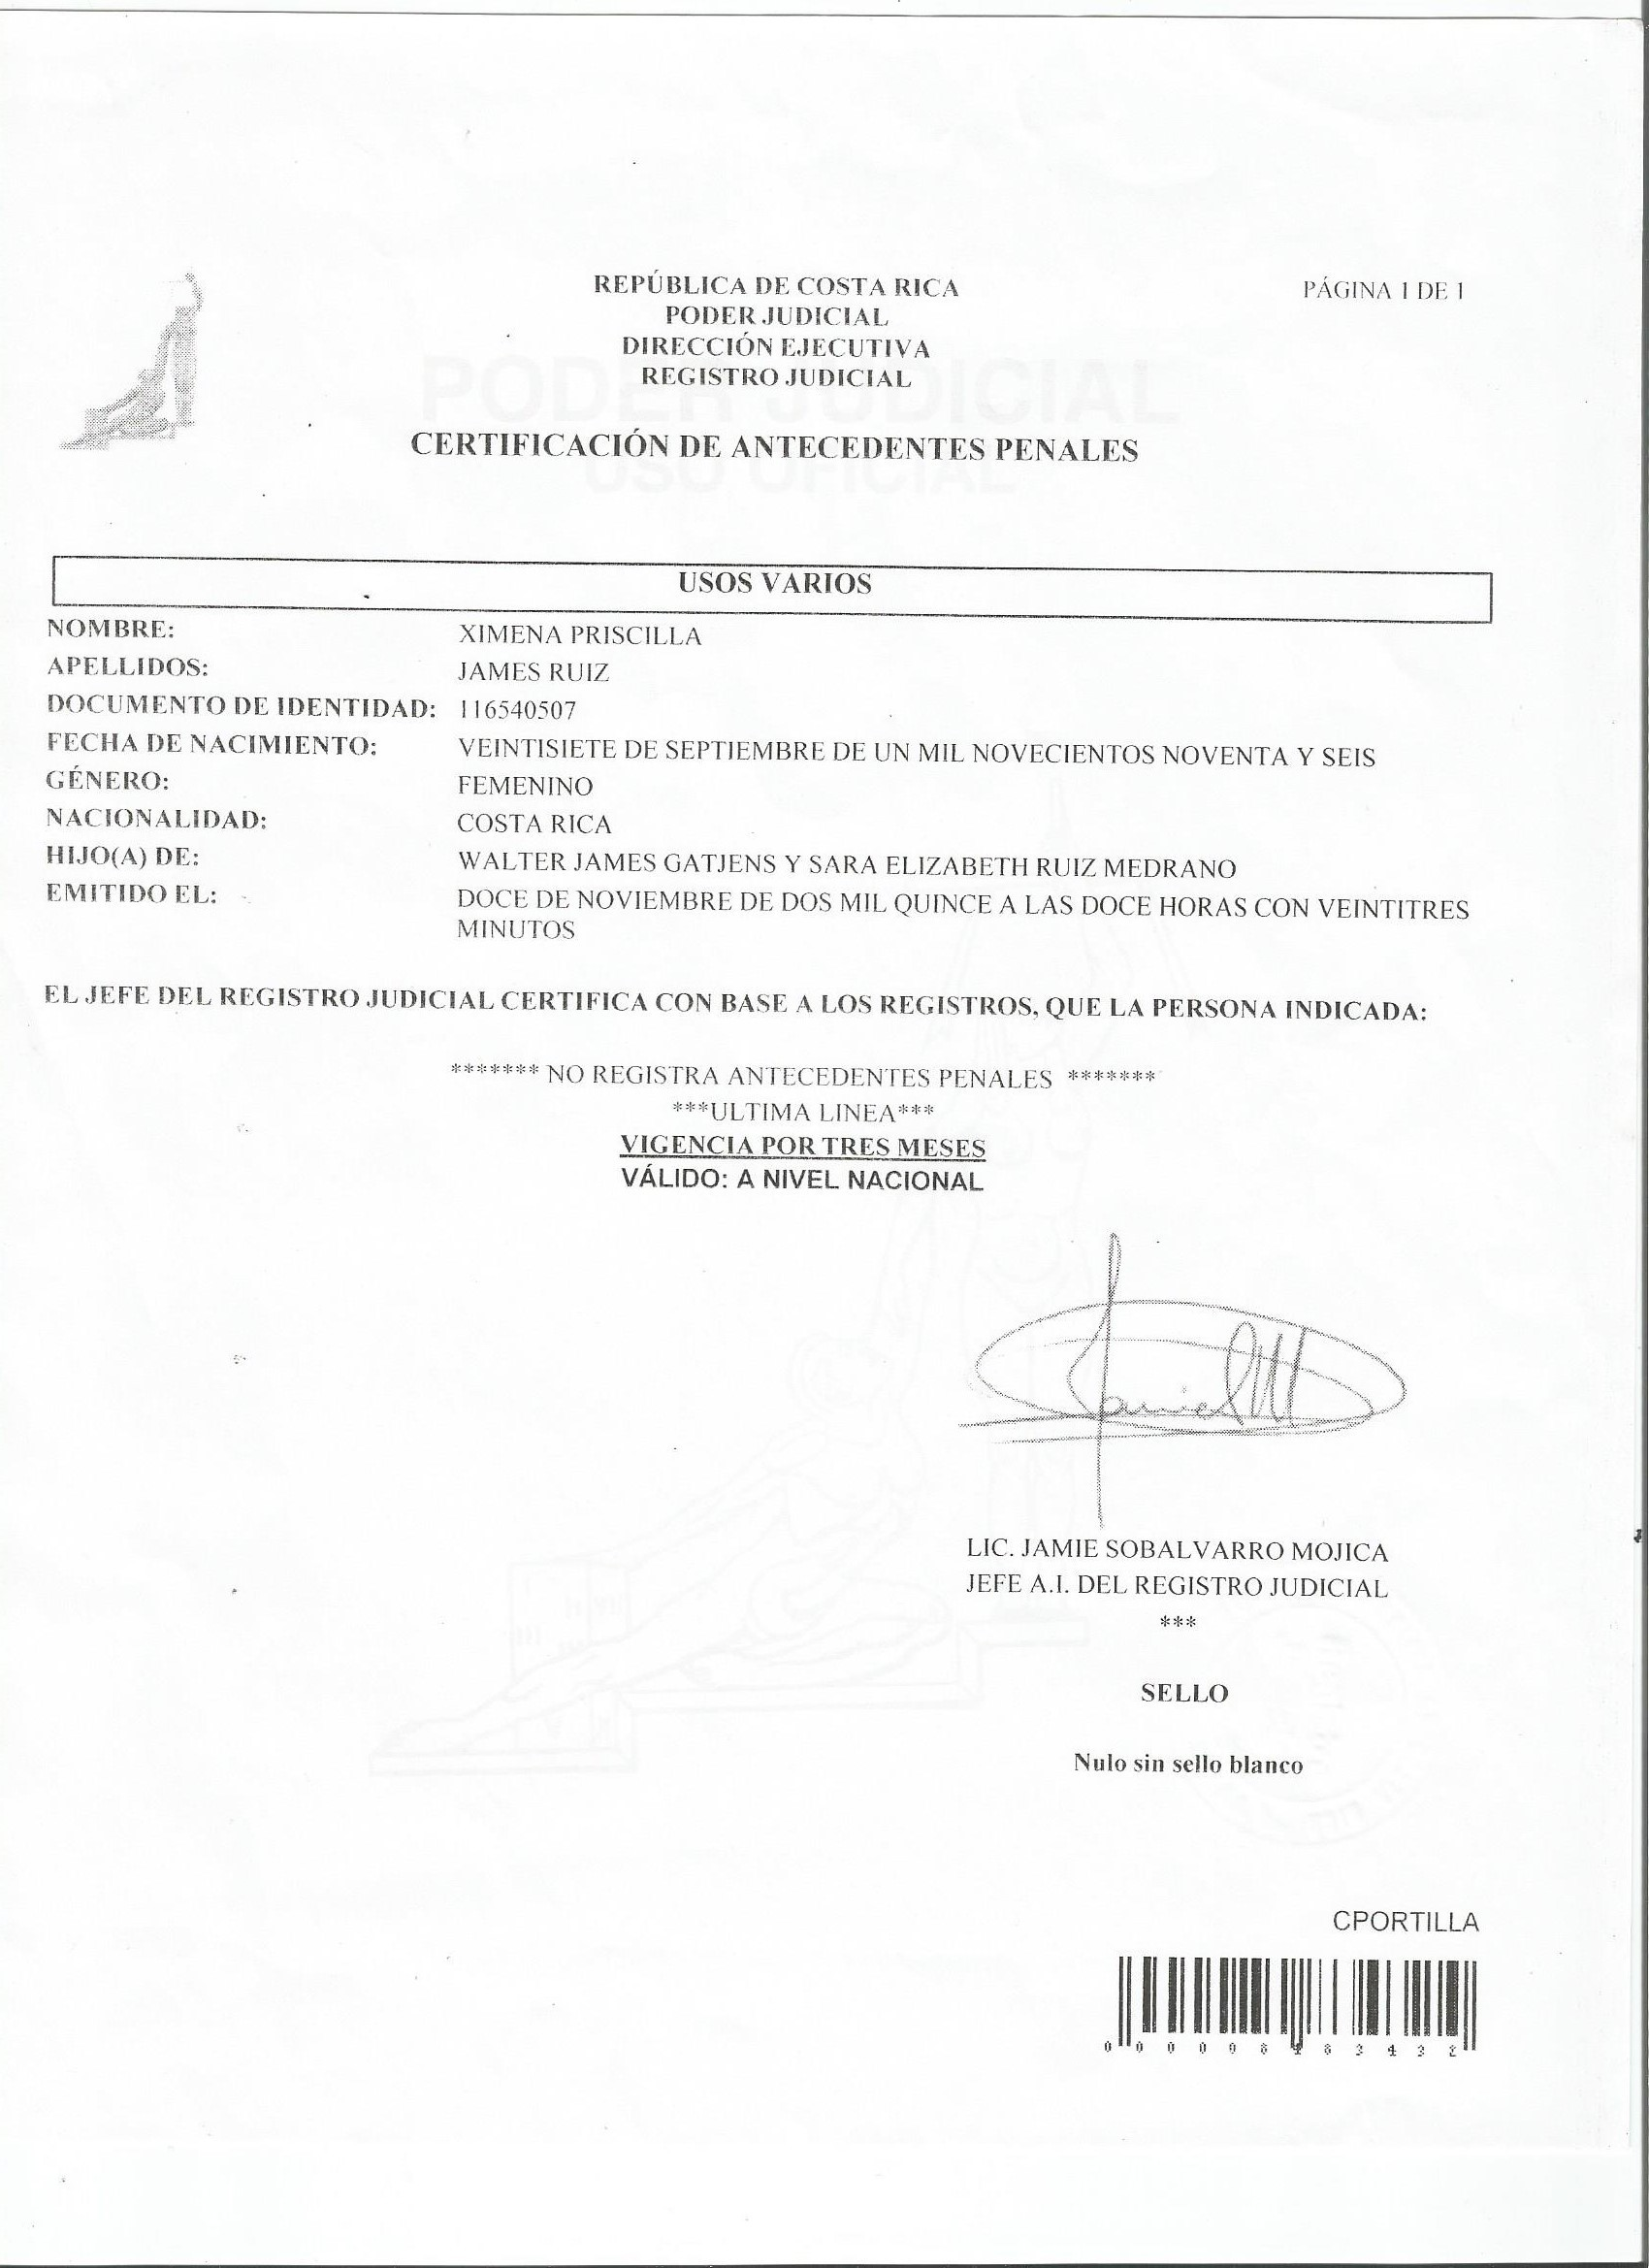 REPÚBLICA DE COSTA RICA
PÁGINA 1 DE 1
PODER JUDICIAL
DIRECCIÓN EJECUTIVA
REGISTRO JUDICIAL
PODER JUDICIAL
CERTIFICACIÓN DE ANTECEDENTES PENALES
USO OFICIAL
USOS VARIOS
NOMBRE: XIMENA PRISCILLA
APELLIDOS: JAMES RUIZ
DOCUMENTO DE IDENTIDAD: 116540507
FECHA DE NACIMIENTO: VEINTISIETE DE SEPTIEMBRE DE UN MIL NOVECIENTOS NOVENTA Y SEIS
GÉNERO: FEMENINO
NACIONALIDAD: COSTA RICA
HIJO(A) DE: WALTER JAMES GATJENS Y SARA ELIZABETH RUIZ MEDRANO
EMITIDO EL: DOCE DE NOVIEMBRE DE DOS MIL QUINCE A LAS DOCE HORAS CON VEINTITRES
MINUTOS
EL JEFE DEL REGISTRO JUDICIAL CERTIFICA CON BASE A LOS REGISTROS, QUE LA PERSONA INDICADA:
******* NO REGISTRA ANTECEDENTES PENALES *******
***ULTIMA LINEA***
VIGENCIA POR TRES MESES
VÁLIDO: A NIVEL NACIONAL
LIC. JAMIE SOBALVARRO MOJICA
JEFE A.I. DEL REGISTRO JUDICIAL
***
SELLO
Nulo sin sello blanco
CPORTILLA